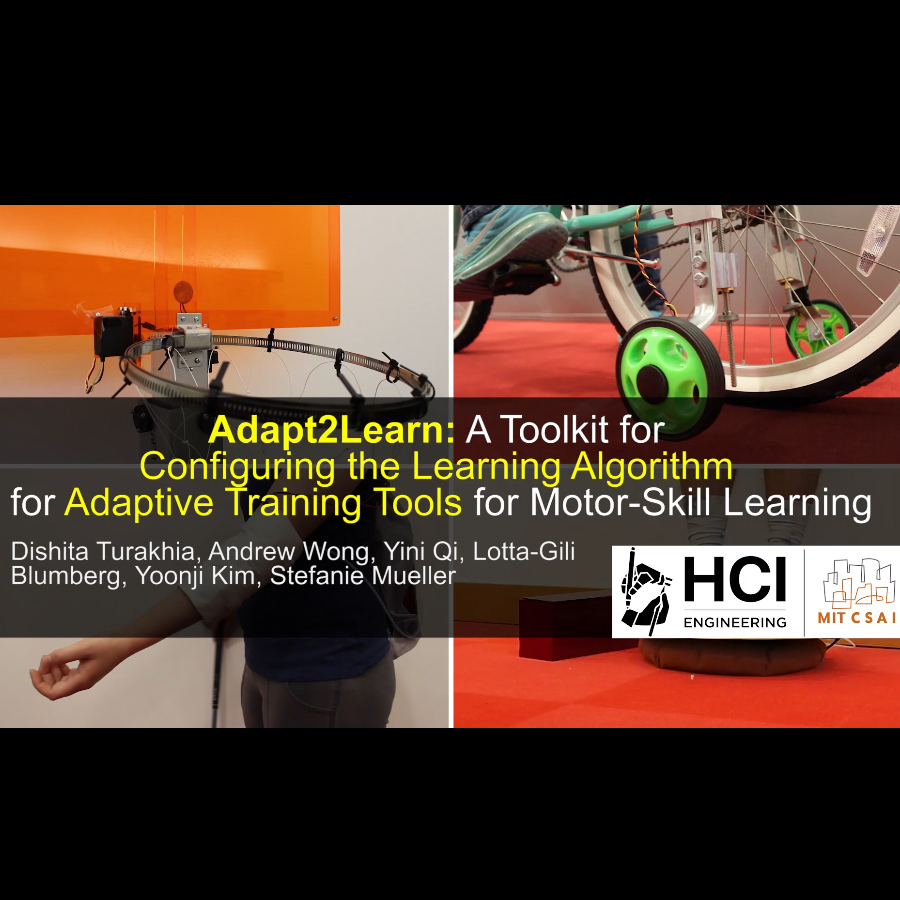 Adapt2Learn: A Toolkit for
Configuring the Learning Algorithm
for Adaptive Training Tools for Motor-Skill Learning
Dishita Turakhia, Andrew Wong, Yini Qi, Lotta-Gili
Blumberg, Yoonji Kim, Stefanie Mueller
HCI
ENGINEERING
MIT CSAI